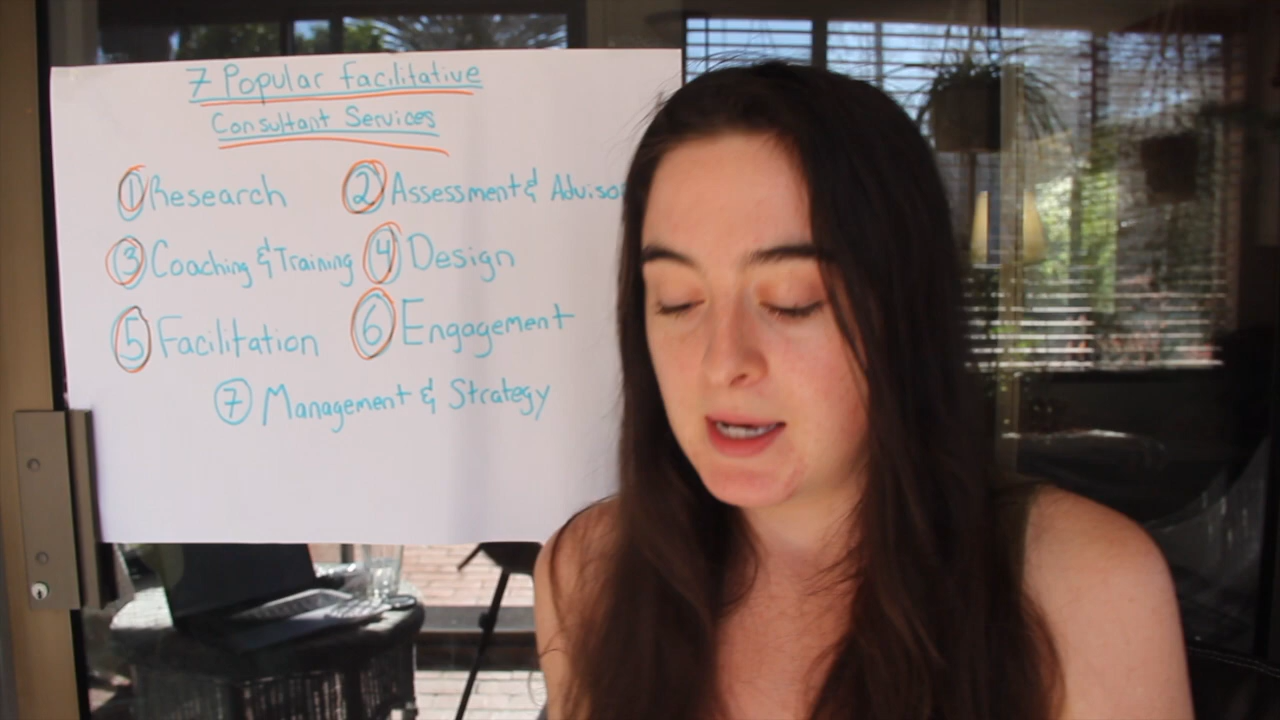 7 Popular Facilitative
Consultant Services
1 Research 2 Assessment & Adviso
3 Coaching & Training 4 Design
5 Facilitation 6 Engagement
7 Management & Strategy